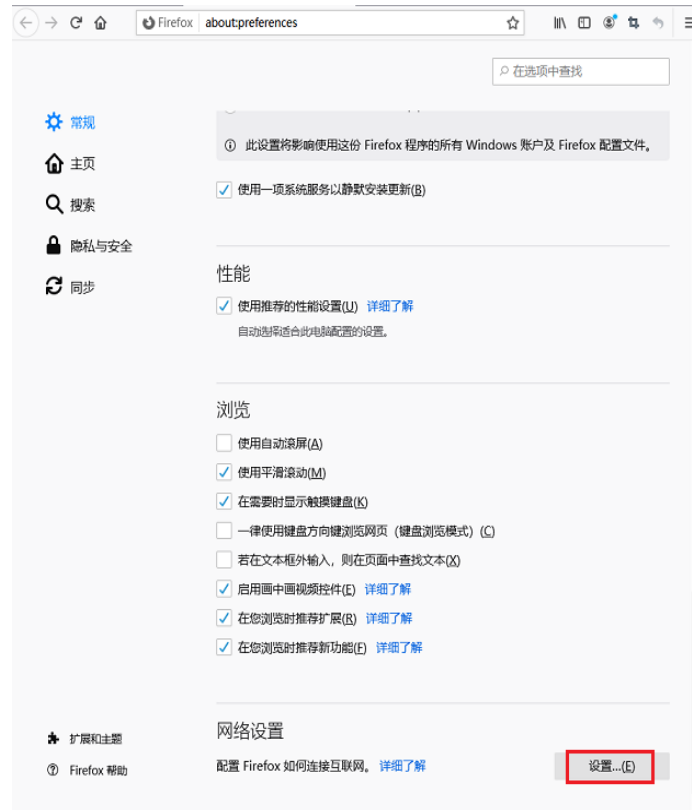 Firefox about:preferences
在选项中查找
常规
主页
搜索
隐私与安全
同步
此设置将影响使用这份 Firefox 程序的所有 Windows 账户及 Firefox 配置文件。
使用一项系统服务以静默安装更新(B)
性能
使用推荐的性能设置(U) 详细了解
自动选择适合此电脑配置的设置。
浏览
使用自动滚屏(A)
使用平滑滚动(M)
在需要时显示触摸键盘(K)
一律使用键盘方向键浏览网页（键盘浏览模式）(C)
若在文本框外输入，则在页面中查找文本(X)
启用画中画视频控件(E) 详细了解
在您浏览时推荐扩展(R) 详细了解
在您浏览时推荐新功能(F) 详细了解
网络设置
配置 Firefox 如何连接互联网。 详细了解
设置...(E)
扩展和主题
Firefox 帮助